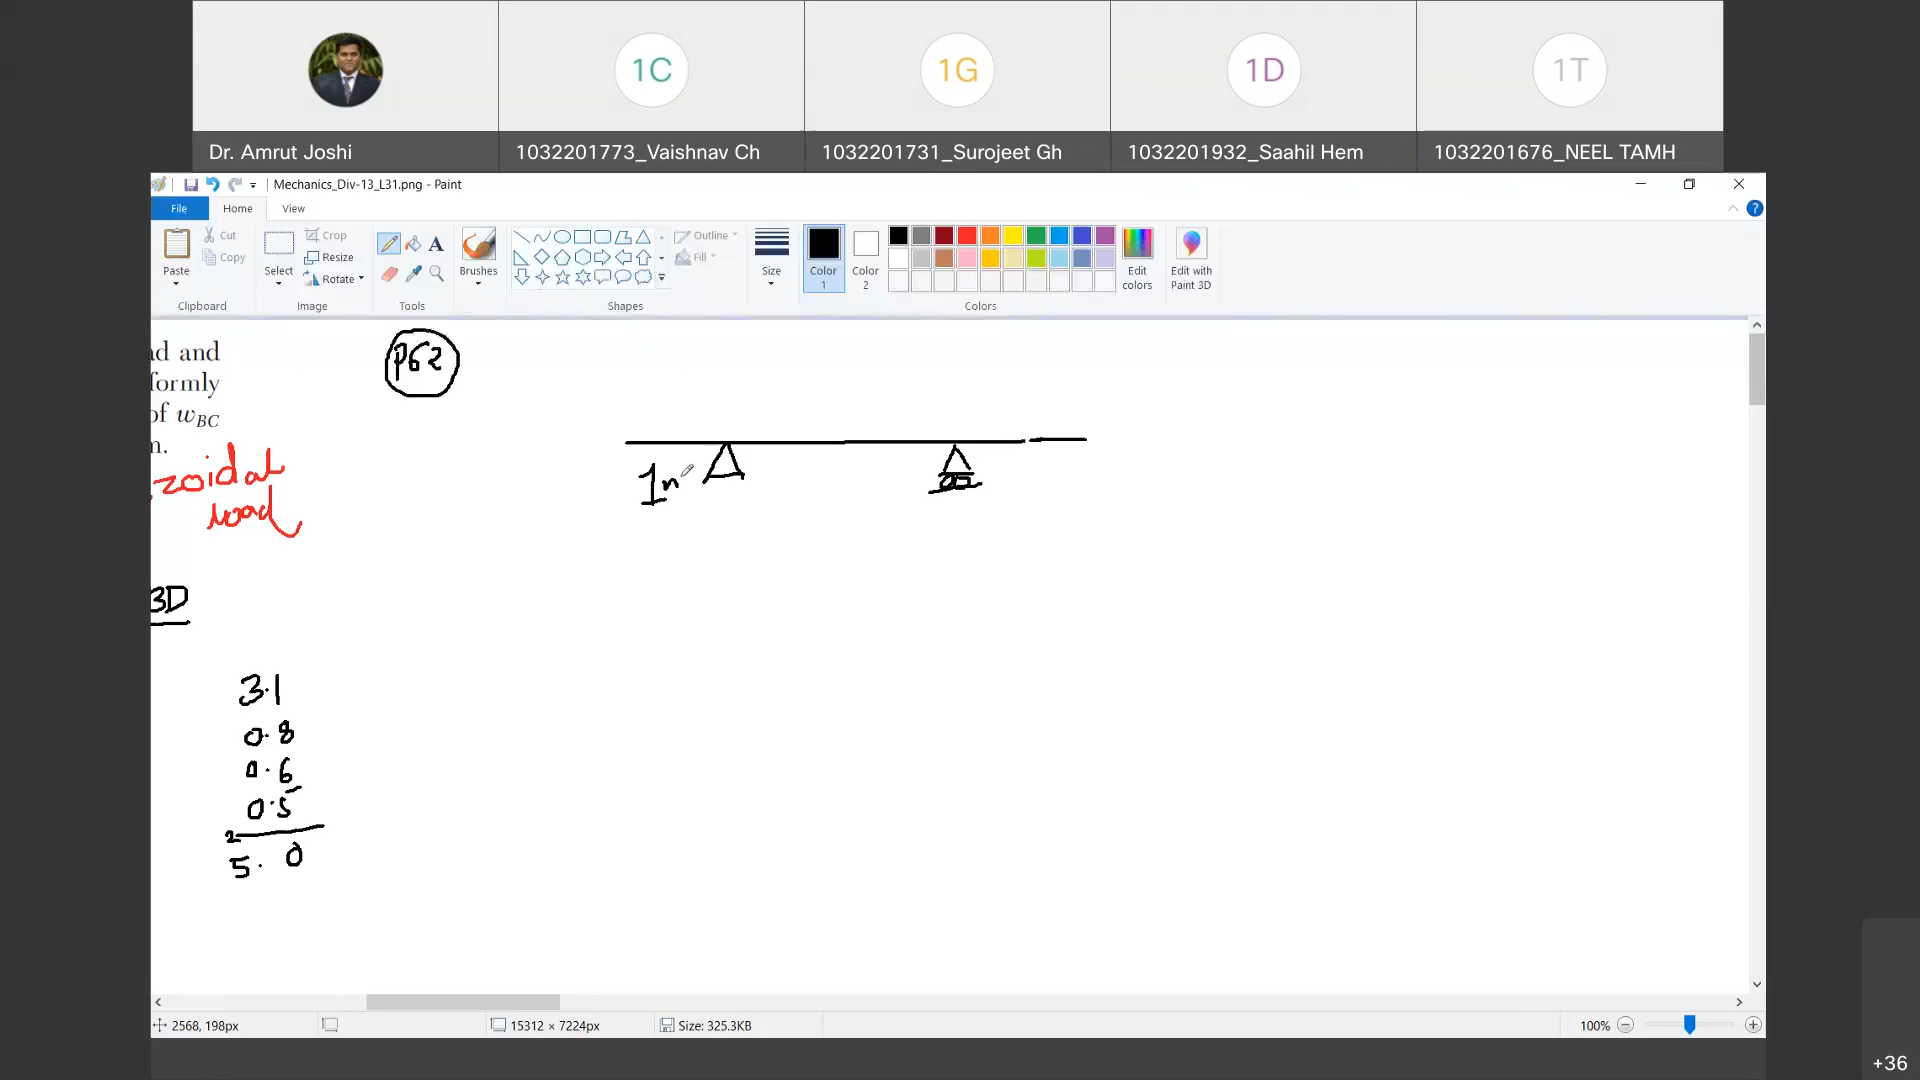 1C
1G
1D
1T
Dr. Amrut Joshi
1032201773_Vaishnav Ch
1032201731_Surojeet Gh
1032201932_Saahil Hem
1032201676_NEEL TAMH
Mechanics_Div-13_L31.png - Paint
File
Home
View
?
Paste
Cut
Copy
Clipboard
Select
Crop
Resize
Rotate
Image
A
Tools
Brushes
Shapes
Outline
Fill
Size
Color
1
Color
2
Edit
colors
Colors
Edit with
Paint 3D
ad and
formly
of wBC
m.
zoidal
load
3D
P62
1m
3.1
0.8
0.6
0.5
2
5.0
2568, 198px
15312 × 7224px
Size: 325.3KB
100%
+36